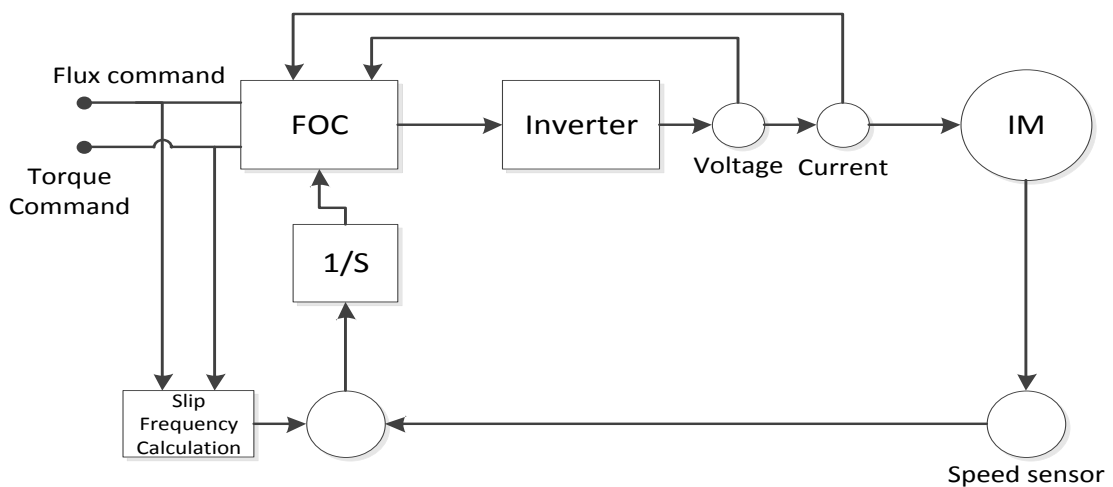 Flux command
FOC
Inverter
IM
Voltage
Current
Torque
Command
1/S
Slip
Frequency
Calculation
Speed sensor